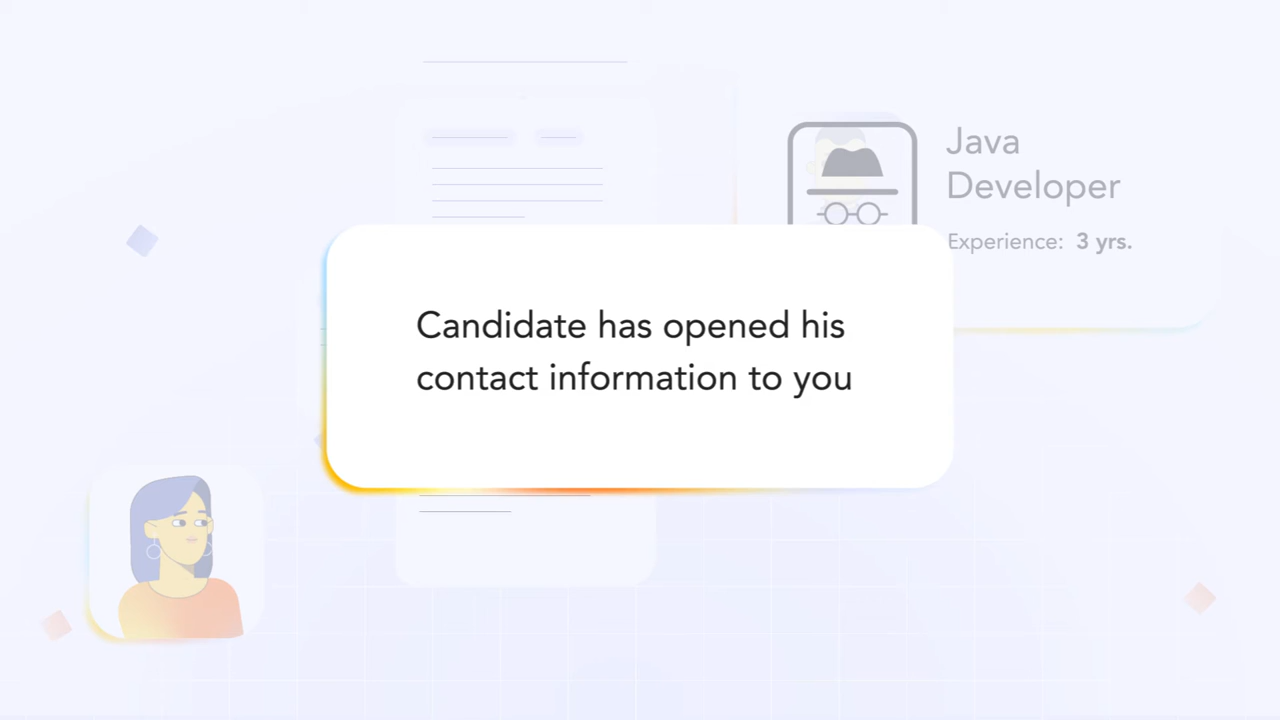 Java
Developer
Experience: 3 yrs.
Candidate has opened his
contact information to you